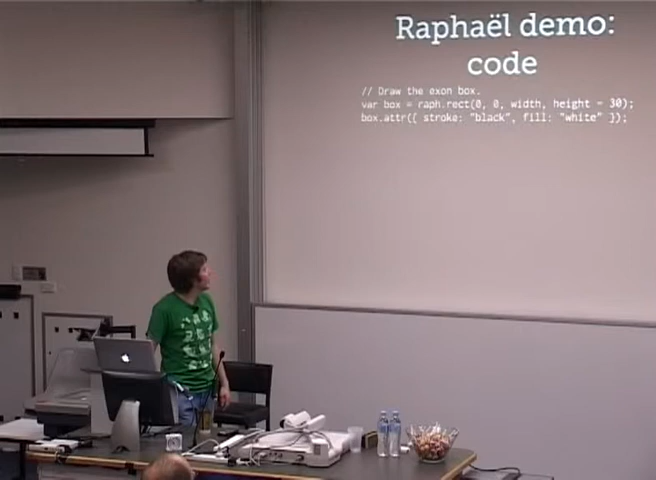 Raphaël demo:
code
// Draw the exon box.
var box = raph.rect(0, 0, width, height = 30);
box.attr({ stroke: "black", fill: "white" });